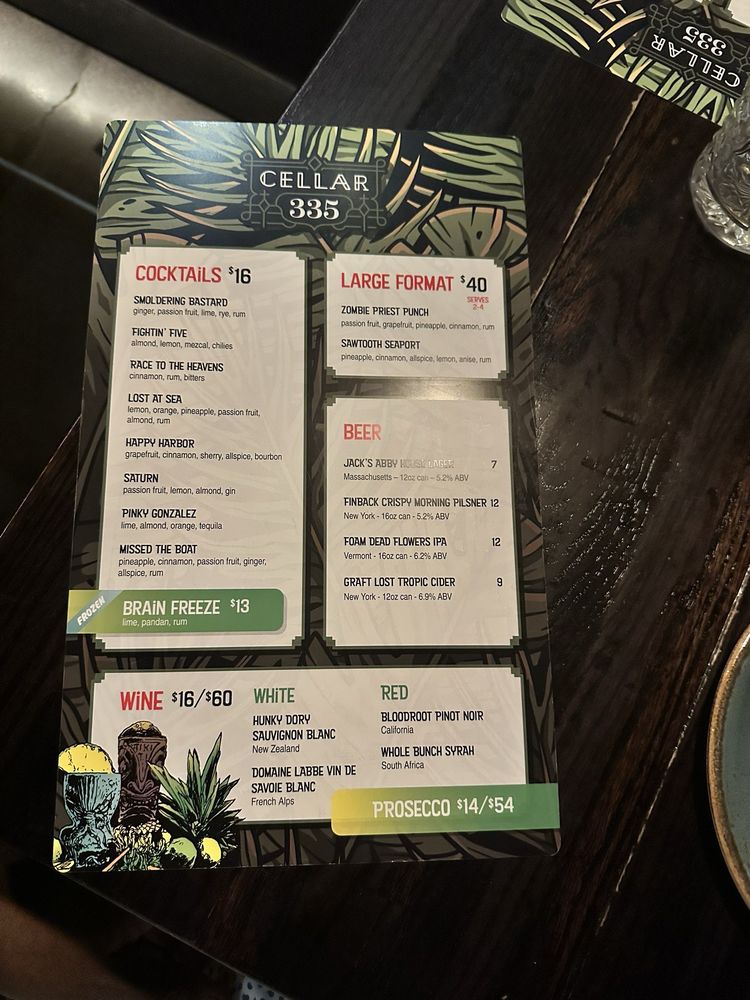 CELLAR
335
COCKTAiLS $16
SMOLDERING BASTARD
ginger, passion fruit, lime, rye, rum
FIGHTIN' FIVE
almond, lemon, mezcal, chilies
RACE TO THE HEAVENS
cinnamon, rum, bitters
LOST AT SEA
lemon, orange, pineapple, passion fruit,
almond, rum
HAPPY HARBOR
grapefruit, cinnamon, sherry, allspice, bourbon
SATURN
passion fruit, lemon, almond, gin
PINKY GONZALEZ
lime, almond, orange, tequila
MISSED THE BOAT
pineapple, cinnamon, passion fruit, ginger,
allspice, rum
FROZEN
BRAiN FREEZE $13
lime, pandan, rum
LARGE FORMAT $40
SERVES
2-4
ZOMBIE PRIEST PUNCH
passion fruit, grapefruit, pineapple, cinnamon, rum
SAWTOOTH SEAPORT
pineapple, cinnamon, allspice, lemon, anise, rum
BEER
JACK'S ABBY HOUSE LAGER 7
Massachusetts – 12oz can – 5.2% ABV
FINBACK CRISPY MORNING PILSNER 12
New York - 16oz can - 5.2% ABV
FOAM DEAD FLOWERS IPA 12
Vermont - 16oz can - 6.2% ABV
GRAFT LOST TROPIC CIDER 9
New York - 12oz can - 6.9% ABV
WiNE $16/$60
WHiTE
HUNKY DORY
SAUVIGNON BLANC
New Zealand
DOMAINE LABBE VIN DE
SAVOIE BLANC
French Alps
RED
BLOODROOT PINOT NOIR
California
WHOLE BUNCH SYRAH
South Africa
PROSECCO $14/$54
TIKI
CELLAR
335